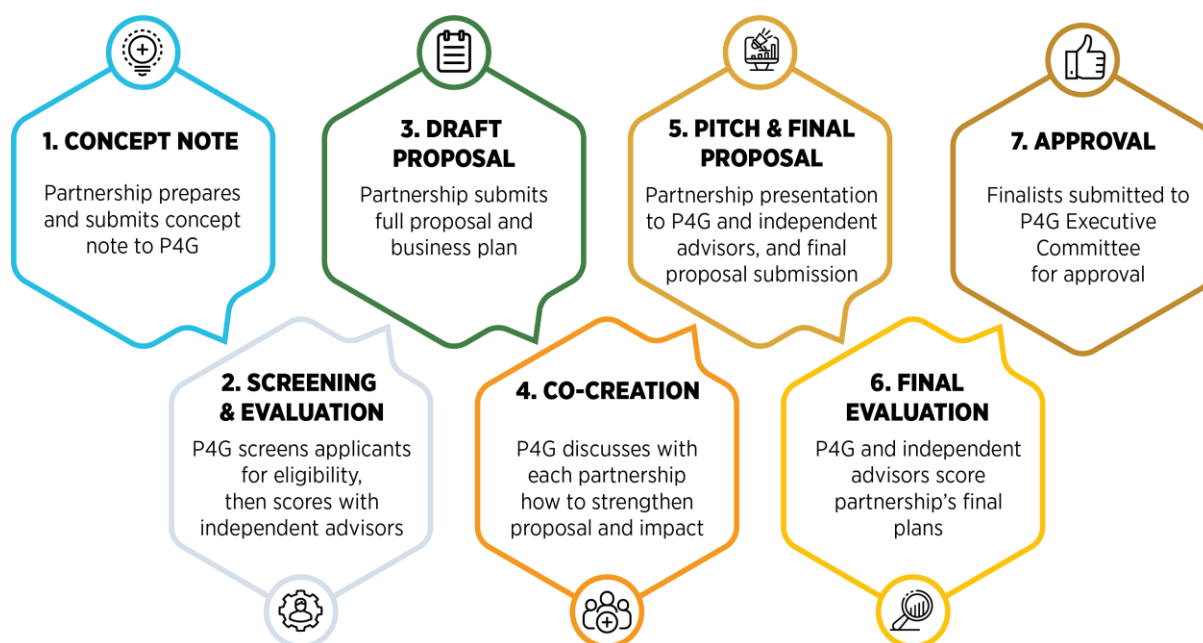 1. CONCEPT NOTE
Partnership prepares
and submits concept
note to P4G
2. SCREENING
& EVALUATION
P4G screens applicants
for eligibility,
then scores with
independent advisors
3. DRAFT
PROPOSAL
Partnership submits
full proposal and
business plan
4. CO-CREATION
P4G discusses with
each partnership
how to strengthen
proposal and impact
5. PITCH & FINAL
PROPOSAL
Partnership presentation
to P4G and independent
advisors, and final
proposal submission
6. FINAL
EVALUATION
P4G and independent
advisors score
partnership's final
plans
7. APPROVAL
Finalists submitted to
P4G Executive
Committee
for approval